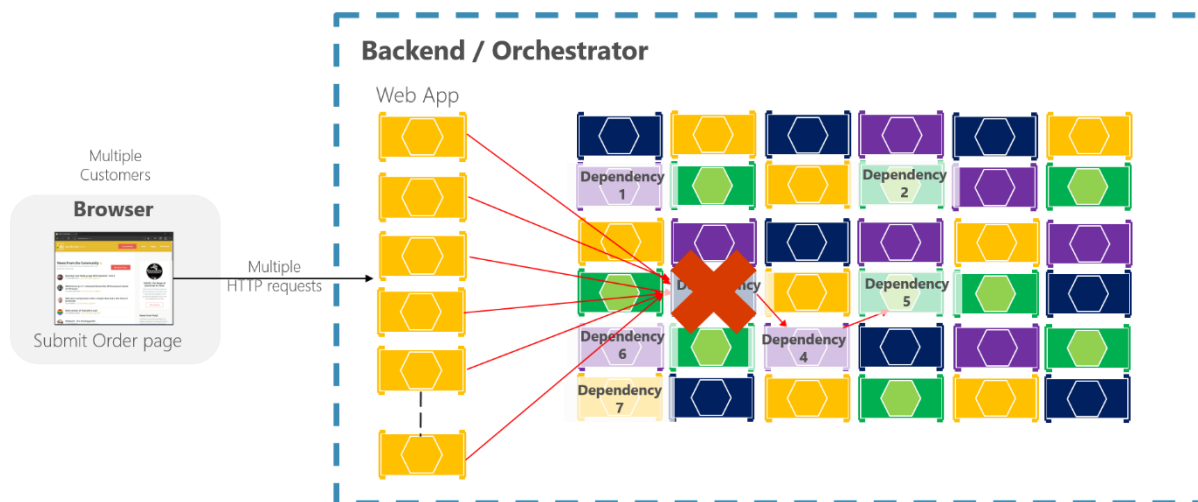 Backend / Orchestrator
Web App
Multiple
Customers
Browser
Submit Order page
Multiple
HTTP requests
Dependency
1
Dependency
2
Dependency
5
Dependency
6
Dependency
4
Dependency
7